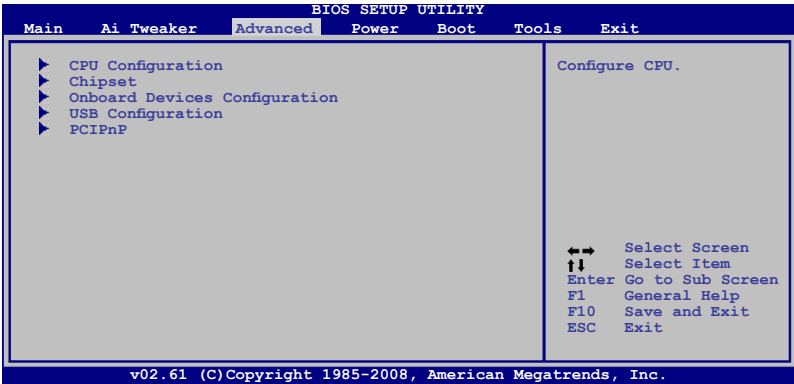 BIOS SETUP UTILITY
Main Ai Tweaker Advanced Power Boot Tools Exit
CPU Configuration
Chipset
Onboard Devices Configuration
USB Configuration
PCIPnP
Configure CPU.
←→ Select Screen
↑↓ Select Item
Enter Go to Sub Screen
F1 General Help
F10 Save and Exit
ESC Exit
v02.61 (C)Copyright 1985-2008, American Megatrends, Inc.